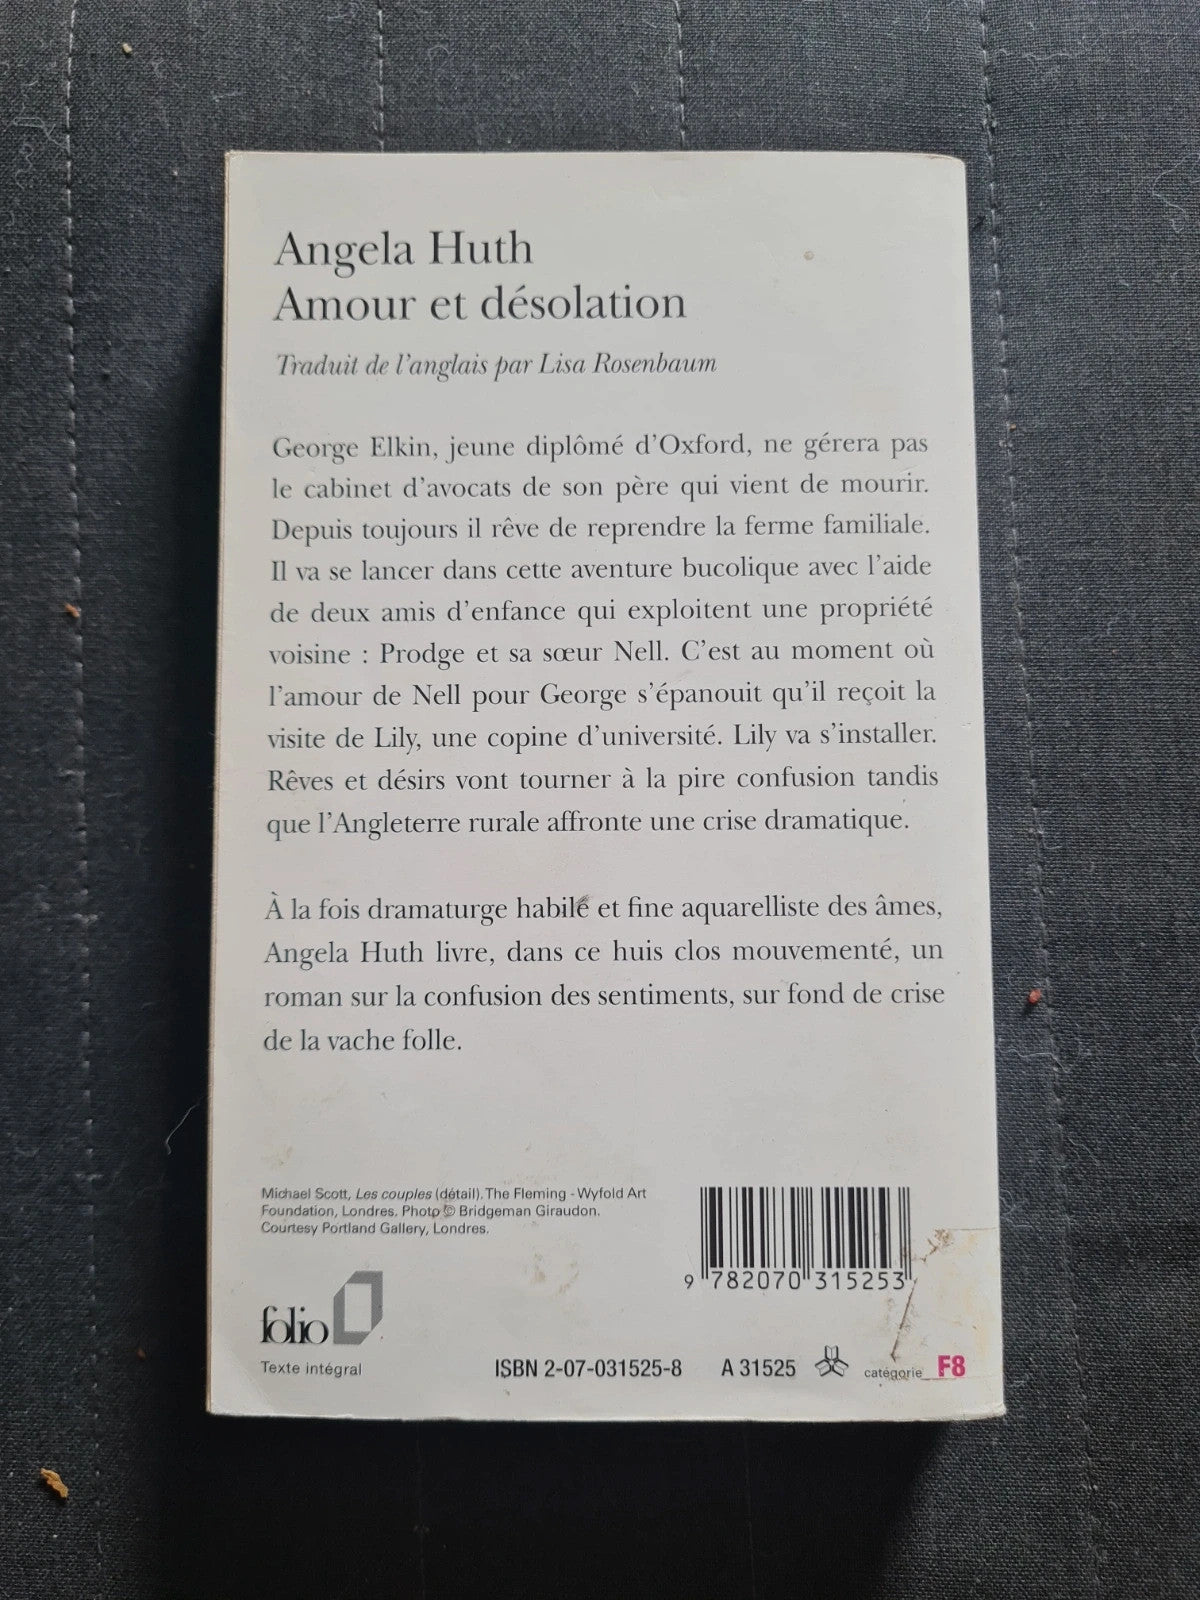 Angela Huth
Amour et désolation
Traduit de l'anglais par Lisa Rosenbaum
George Elkin, jeune diplômé d'Oxford, ne gérera pas
le cabinet d'avocats de son père qui vient de mourir.
Depuis toujours il rêve de reprendre la ferme familiale.
Il va se lancer dans cette aventure bucolique avec l'aide
de deux amis d'enfance qui exploitent une propriété
voisine : Prodge et sa sœur Nell. C'est au moment où
l'amour de Nell pour George s'épanouit qu'il reçoit la
visite de Lily, une copine d'université. Lily va s'installer.
Rêves et désirs vont tourner à la pire confusion tandis
que l'Angleterre rurale affronte une crise dramatique.
À la fois dramaturge habile et fine aquarelliste des âmes,
Angela Huth livre, dans ce huis clos mouvementé, un
roman sur la confusion des sentiments, sur fond de crise
de la vache folle.
Michael Scott, Les couples (détail). The Fleming - Wyfold Art
Foundation, Londres. Photo © Bridgeman Giraudon.
Courtesy Portland Gallery, Londres.
9 782070 315253
folio
Texte intégral
ISBN 2-07-031525-8 A 31525 catégorie F8